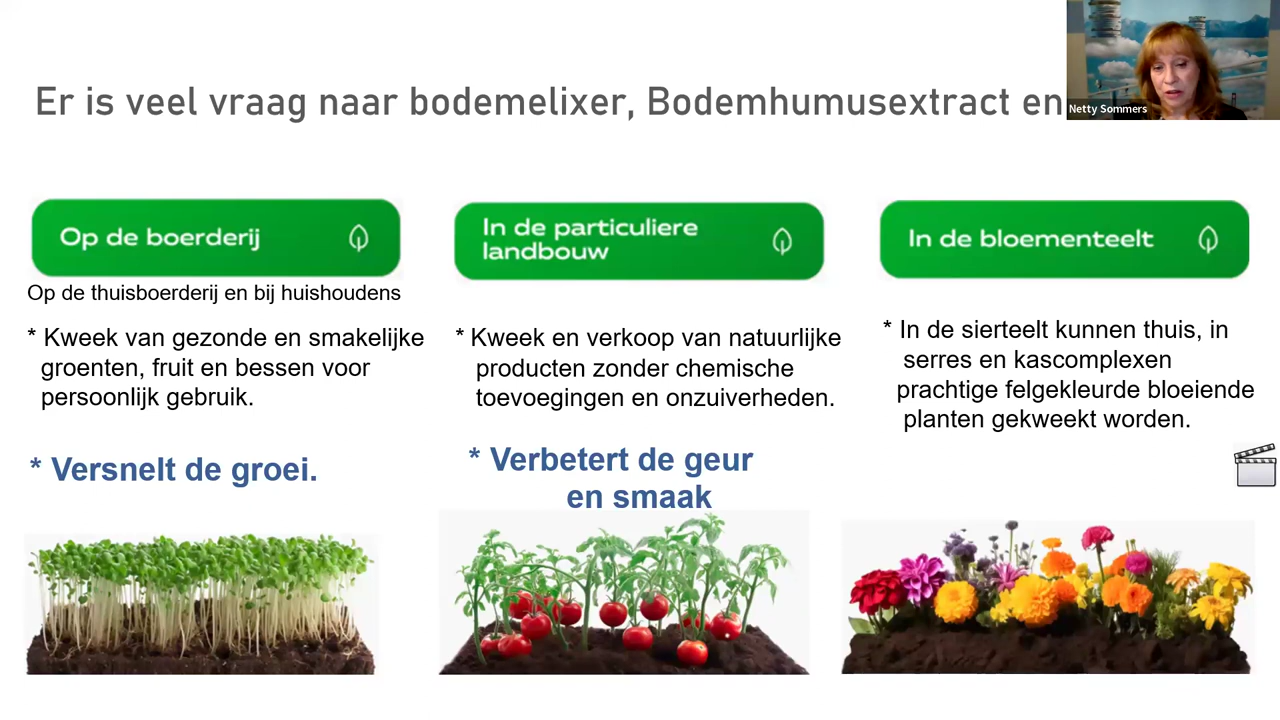 Er is veel vraag naar bodemelixer, Bodemhumusextract en
Netty Sommers
Op de boerderij
Op de thuisboerderij en bij huishoudens
* Kweek van gezonde en smakelijke
groenten, fruit en bessen voor
persoonlijk gebruik.
* Versnelt de groei.
In de particuliere
landbouw
* Kweek en verkoop van natuurlijke
producten zonder chemische
toevoegingen en onzuiverheden.
* Verbetert de geur
en smaak
In de bloementeelt
* In de sierteelt kunnen thuis, in
serres en kascomplexen
prachtige felgekleurde bloeiende
planten gekweekt worden.